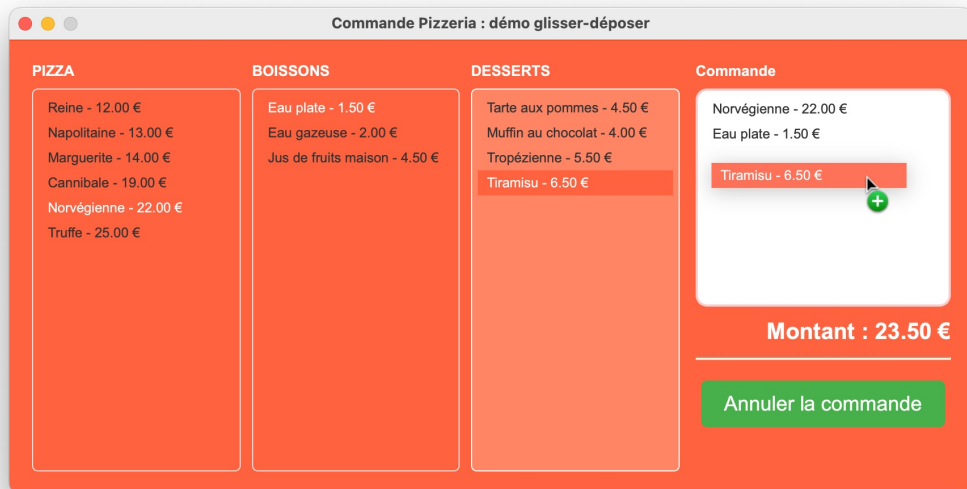 Commande Pizzeria : démo glisser-déposer
PIZZA
Reine - 12.00 €
Napolitaine - 13.00 €
Marguerite - 14.00 €
Cannibale - 19.00 €
Norvégienne - 22.00 €
Truffe - 25.00 €
BOISSONS
Eau plate - 1.50 €
Eau gazeuse - 2.00 €
Jus de fruits maison - 4.50 €
DESSERTS
Tarte aux pommes - 4.50 €
Muffin au chocolat - 4.00 €
Tropézienne - 5.50 €
Tiramisu - 6.50 €
Commande
Norvégienne - 22.00 €
Eau plate - 1.50 €
Tiramisu - 6.50 €
Montant : 23.50 €
Annuler la commande